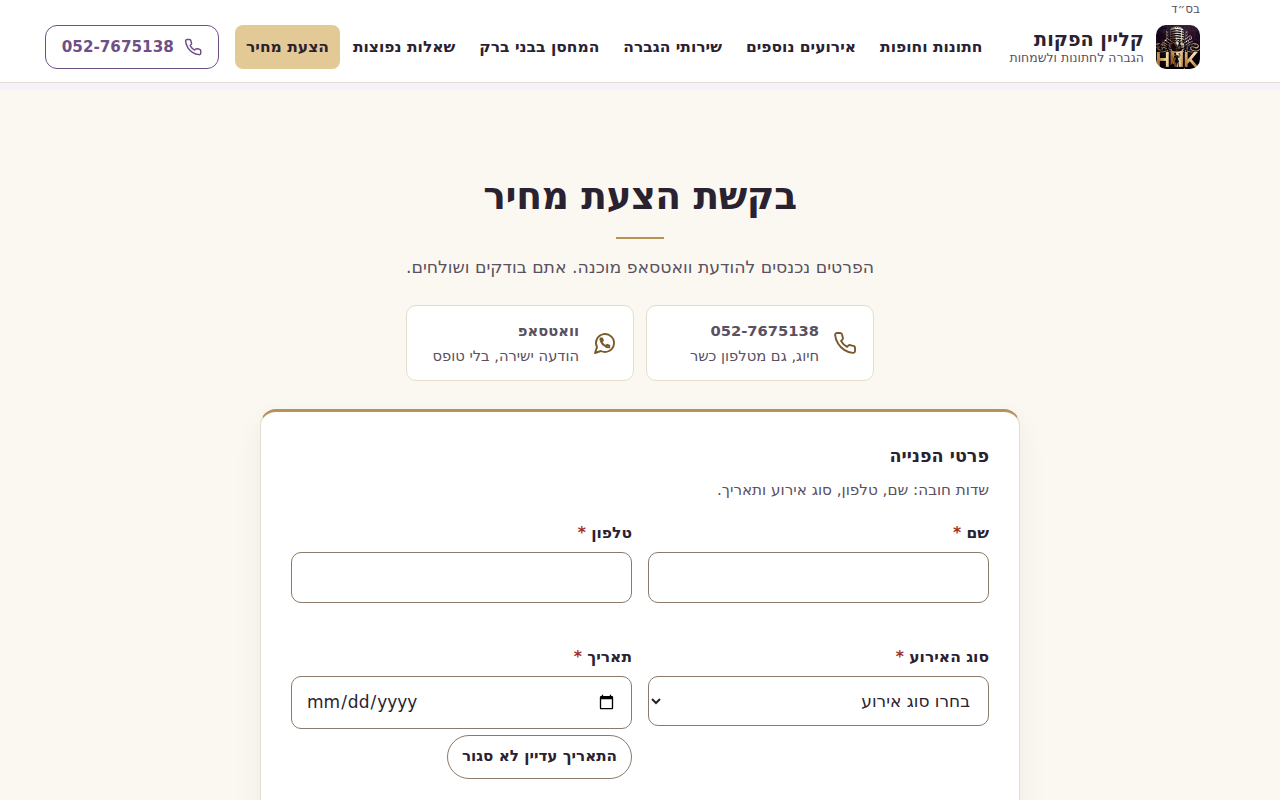 בס״ד
קליין הפקות
הגברה לחתונות ולשמחות
חתונות וחופות
אירועים נוספים
שירותי הגברה
המחסן בבני ברק
שאלות נפוצות
הצעת מחיר
052-7675138
בקשת הצעת מחיר
הפרטים נכנסים להודעת וואטסאפ מוכנה. אתם בודקים ושולחים.
052-7675138
חיוג, גם מטלפון כשר
וואטסאפ
הודעה ישירה, בלי טופס
פרטי הפנייה
שדות חובה: שם, טלפון, סוג אירוע ותאריך.
שם *
טלפון *
סוג האירוע *
תאריך *
בחרו סוג אירוע
mm/dd/yyyy
התאריך עדיין לא סגור